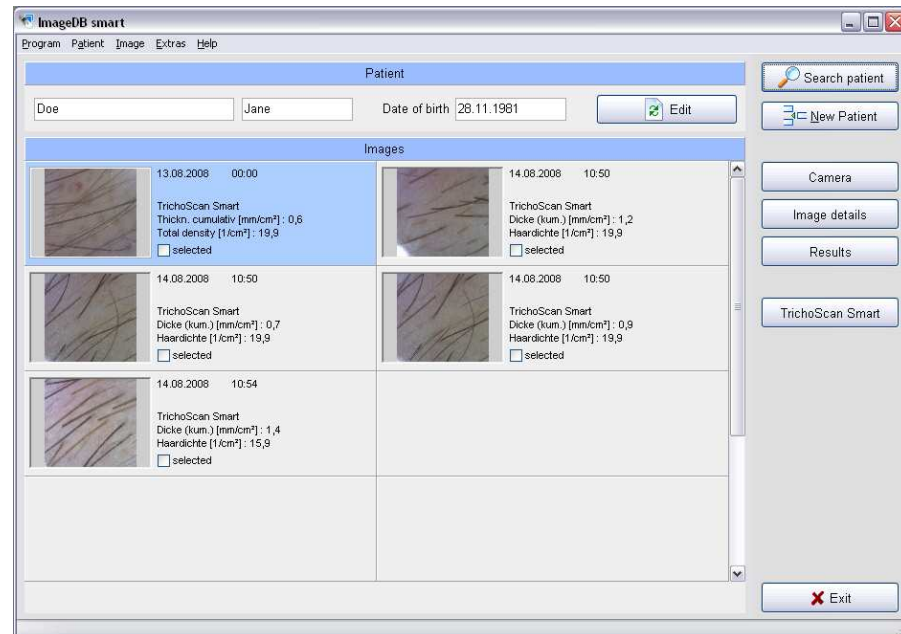 ImageDB smart
Program Patient Image Extras Help
Patient
Doe Jane Date of birth 28.11.1981 Edit
Images
13.08.2008 00:00
TrichoScan Smart
Thickn. cumulativ [mm/cm²] : 0,6
Total density [1/cm²] : 19,9
selected
14.08.2008 10:50
TrichoScan Smart
Dicke (kum.) [mm/cm²] : 1,2
Haardichte [1/cm²] : 19,9
selected
14.08.2008 10:50
TrichoScan Smart
Dicke (kum.) [mm/cm²] : 0,7
Haardichte [1/cm²] : 19,9
selected
14.08.2008 10:50
TrichoScan Smart
Dicke (kum.) [mm/cm²] : 0,9
Haardichte [1/cm²] : 19,9
selected
14.08.2008 10:54
TrichoScan Smart
Dicke (kum.) [mm/cm²] : 1,4
Haardichte [1/cm²] : 15,9
selected
Search patient
New Patient
Camera
Image details
Results
TrichoScan Smart
Exit